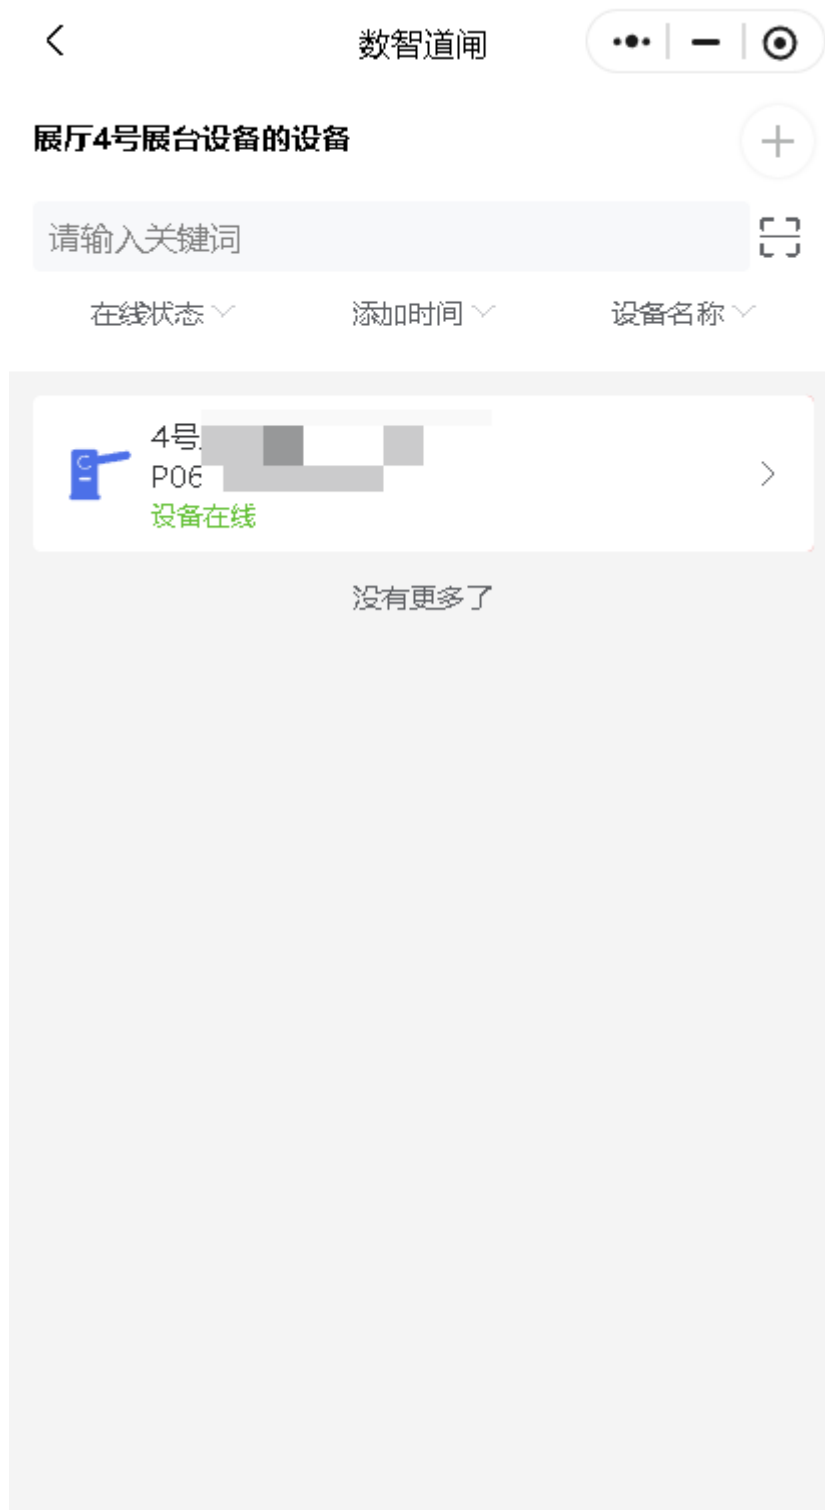 数智道闸
展厅4号展台设备的设备
请输入关键词
在线状态 添加时间 设备名称
4号
P06
设备在线
没有更多了